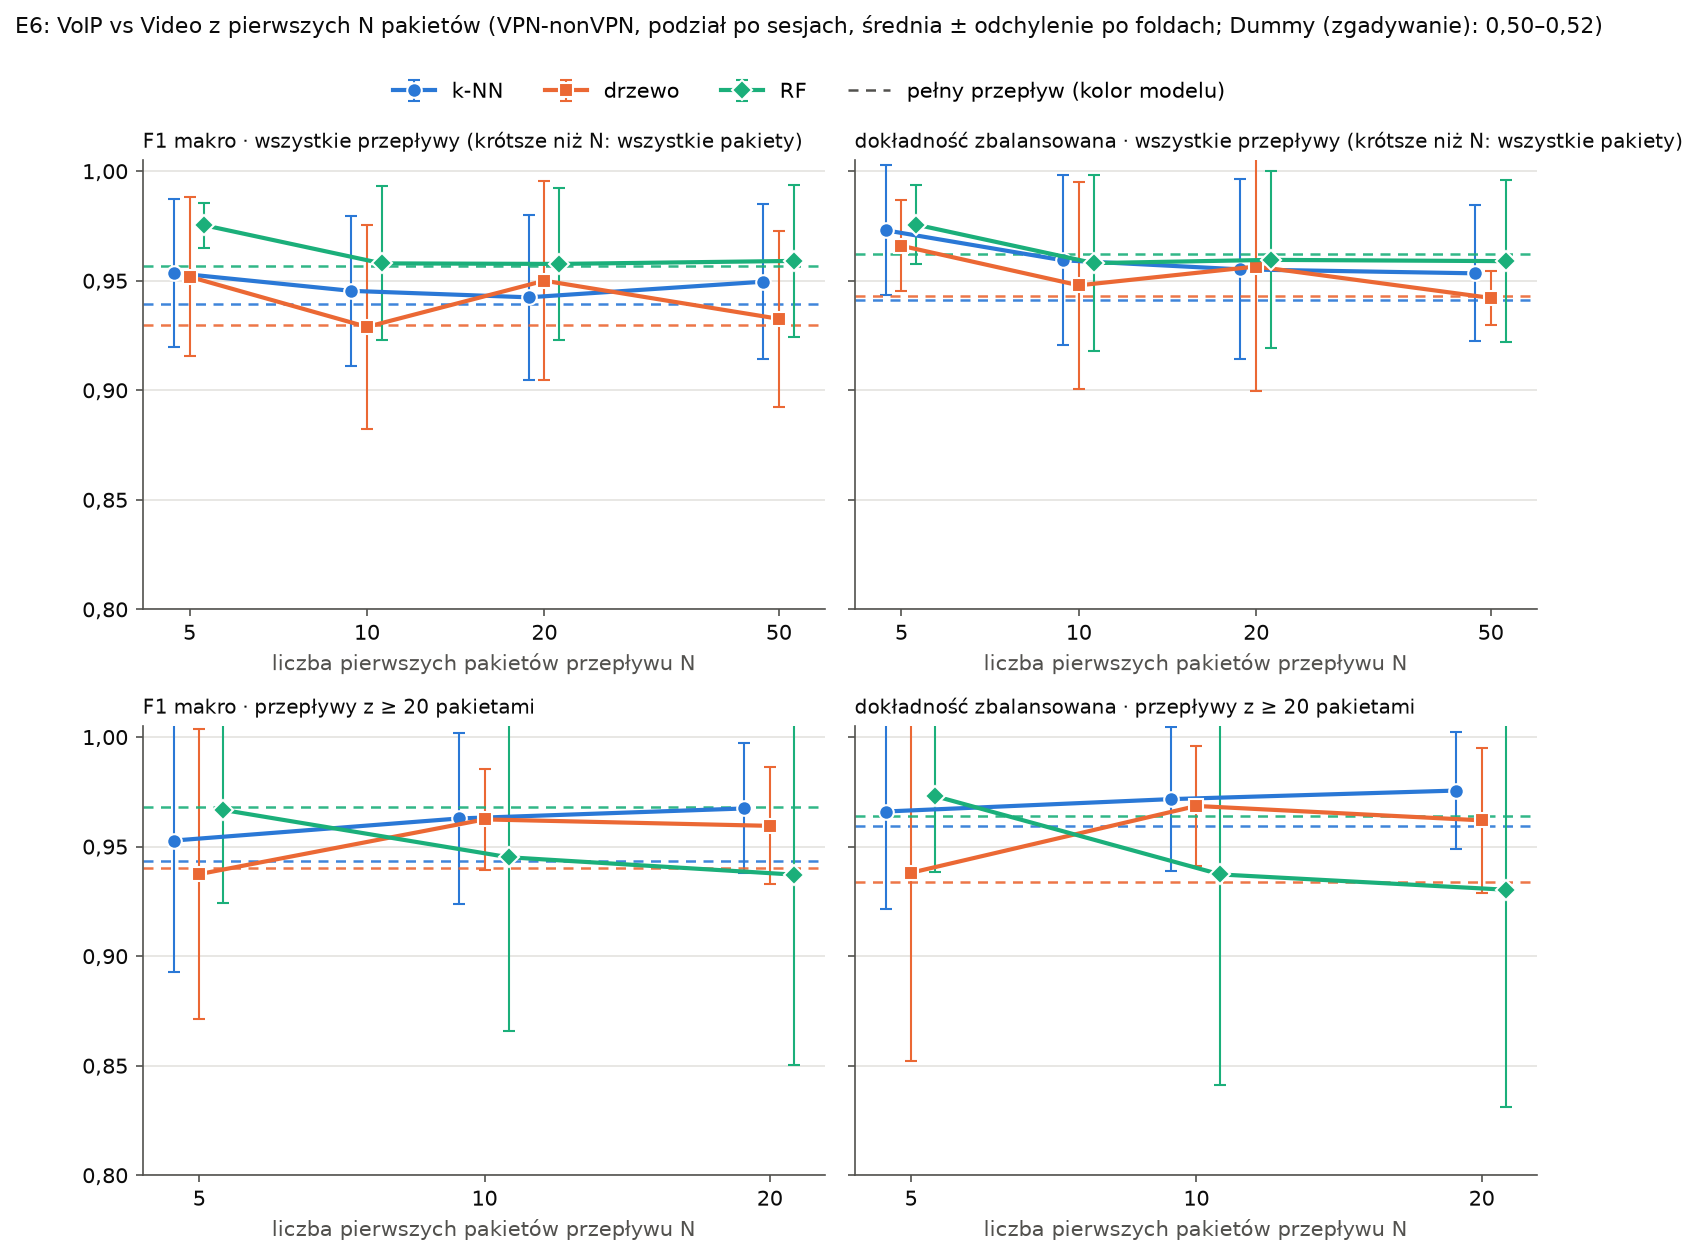 E6: VoIP vs Video z pierwszych N pakietów (VPN-nonVPN, podział po sesjach, średnia ± odchylenie po foldach; Dummy (zgadywanie): 0,50–0,52)
k-NN drzewo RF pełny przepływ (kolor modelu)
F1 makro · wszystkie przepływy (krótsze niż N: wszystkie pakiety)
1,00
0,95
0,90
0,85
0,80
5 10 20 50
liczba pierwszych pakietów przepływu N
dokładność zbalansowana · wszystkie przepływy (krótsze niż N: wszystkie pakiety)
5 10 20 50
liczba pierwszych pakietów przepływu N
F1 makro · przepływy z ≥ 20 pakietami
1,00
0,95
0,90
0,85
0,80
5 10 20
liczba pierwszych pakietów przepływu N
dokładność zbalansowana · przepływy z ≥ 20 pakietami
5 10 20
liczba pierwszych pakietów przepływu N